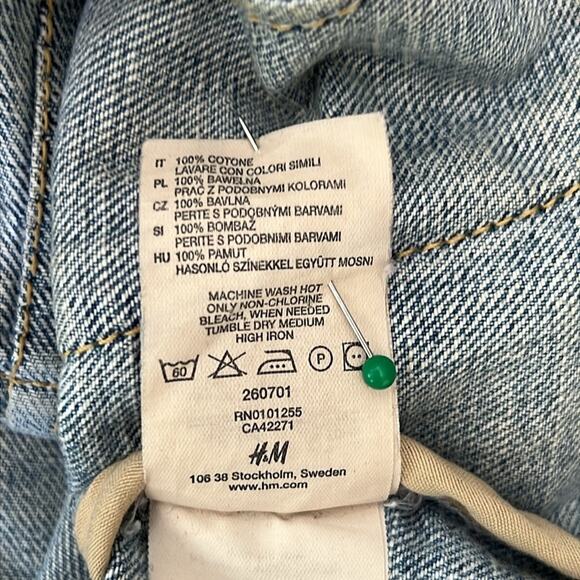 IT 100% COTONE
LAVARE CON COLORI SIMILI
PL 100% BAWEŁNA
PRAĆ Z PODOBNYMI KOLORAMI
CZ 100% BAVLNA
PERTE S PODOBNÝMI BARVAMI
SI 100% BOMBAŽ
PERITE S PODOBNIMI BARVAMI
HU 100% PAMUT
HASONLÓ SZÍNEKKEL EGYÜTT MOSNI
MACHINE WASH HOT
ONLY NON-CHLORINE
BLEACH, WHEN NEEDED
TUMBLE DRY MEDIUM
HIGH IRON
60 P
260701
RN0101255
CA42271
H&M
106 38 Stockholm, Sweden
www.hm.com